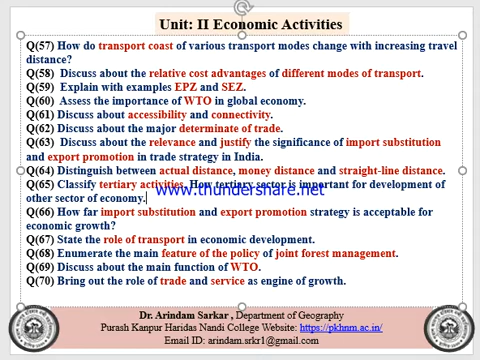 Unit: II Economic Activities
Q(57) How do transport coast of various transport modes change with increasing travel
distance?
Q(58) Discuss about the relative cost advantages of different modes of transport.
Q(59) Explain with examples EPZ and SEZ.
Q(60) Assess the importance of WTO in global economy.
Q(61) Discuss about accessibility and connectivity.
Q(62) Discuss about the major determinate of trade.
Q(63) Discuss about the relevance and justify the significance of import substitution
and export promotion in trade strategy in India.
Q(64) Distinguish between actual distance, money distance and straight-line distance.
Q(65) Classify tertiary activities. How tertiary sector is important for development of
www.thundershare.net
other sector of economy.
Q(66) How far import substitution and export promotion strategy is acceptable for
economic growth?
Q(67) State the role of transport in economic development.
Q(68) Enumerate the main feature of the policy of joint forest management.
Q(69) Discuss about the main function of WTO.
Q(70) Bring out the role of trade and service as engine of growth.
Dr. Arindam Sarkar , Department of Geography
Purash Kanpur Haridas Nandi College Website: https://pkhnm.ac.in/
Email ID: arindam.srkr1@gmail.com